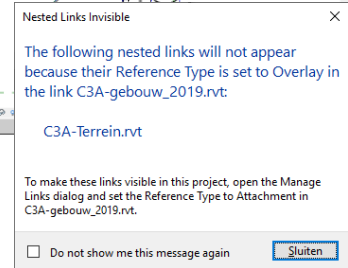 Nested Links Invisible
The following nested links will not appear
because their Reference Type is set to Overlay in
the link C3A-gebouw_2019.rvt:
C3A-Terrein.rvt
To make these links visible in this project, open the Manage
Links dialog and set the Reference Type to Attachment in
C3A-gebouw_2019.rvt.
Do not show me this message again
Sluiten